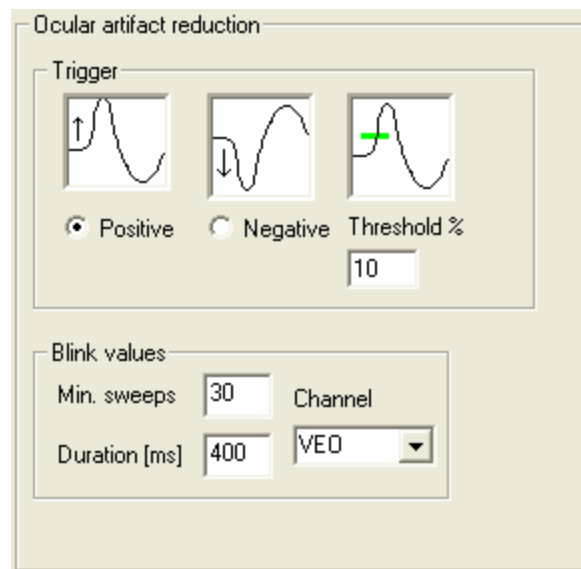 Ocular artifact reduction
Trigger
Positive
Negative
Threshold %
10
Blink values
Min. sweeps
30
Channel
Duration [ms]
400
VEO